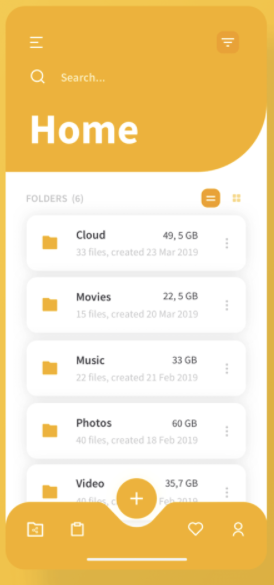 Search...
Home
FOLDERS (6)
Cloud 49, 5 GB
33 files, created 23 Mar 2019
Movies 22, 5 GB
15 files, created 20 Mar 2019
Music 33 GB
22 files, created 21 Feb 2019
Photos 60 GB
40 files, created 18 Feb 2019
Video 35,7 GB
40 files, Feb 2019